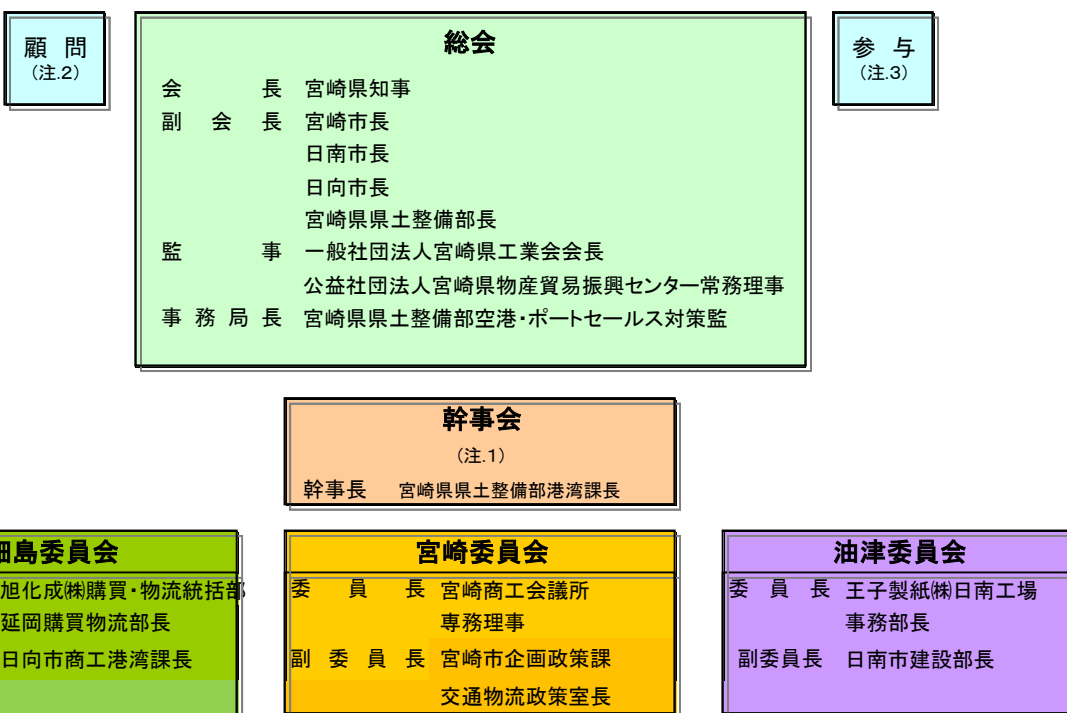 顧 問
（注.2）
総会
会 長 宮崎県知事
副 会 長 宮崎市長
日南市長
日向市長
宮崎県県土整備部長
監 事 一般社団法人宮崎県工業会会長
公益社団法人宮崎県物産貿易振興センター常務理事
事 務 局 長 宮崎県県土整備部空港・ポートセールス対策監
参 与
（注.3）
幹事会
（注.1）
幹事長 宮崎県県土整備部港湾課長
細島委員会
旭化成㈱購買・物流統括部
延岡購買物流部長
日向市商工港湾課長
宮崎委員会
委 員 長 宮崎商工会議所
専務理事
副 委 員 長 宮崎市企画政策課
交通物流政策室長
油津委員会
委 員 長 王子製紙㈱日南工場
事務部長
副委員長 日南市建設部長